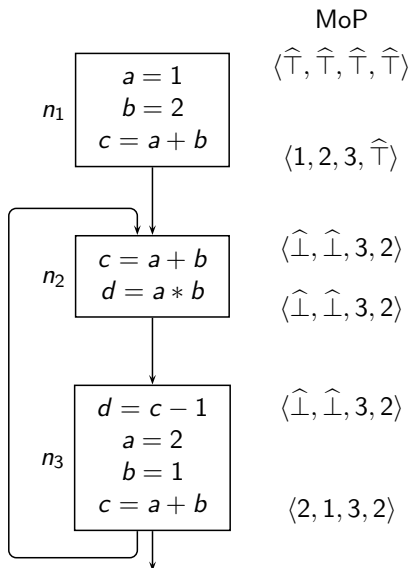 MoP
⟨⊤̂, ⊤̂, ⊤̂, ⊤̂⟩
n₁
a = 1
b = 2
c = a + b
⟨1, 2, 3, ⊤̂⟩
n₂
c = a + b
d = a ∗ b
⟨⊥̂, ⊥̂, 3, 2⟩
⟨⊥̂, ⊥̂, 3, 2⟩
n₃
d = c − 1
a = 2
b = 1
c = a + b
⟨⊥̂, ⊥̂, 3, 2⟩
⟨2, 1, 3, 2⟩